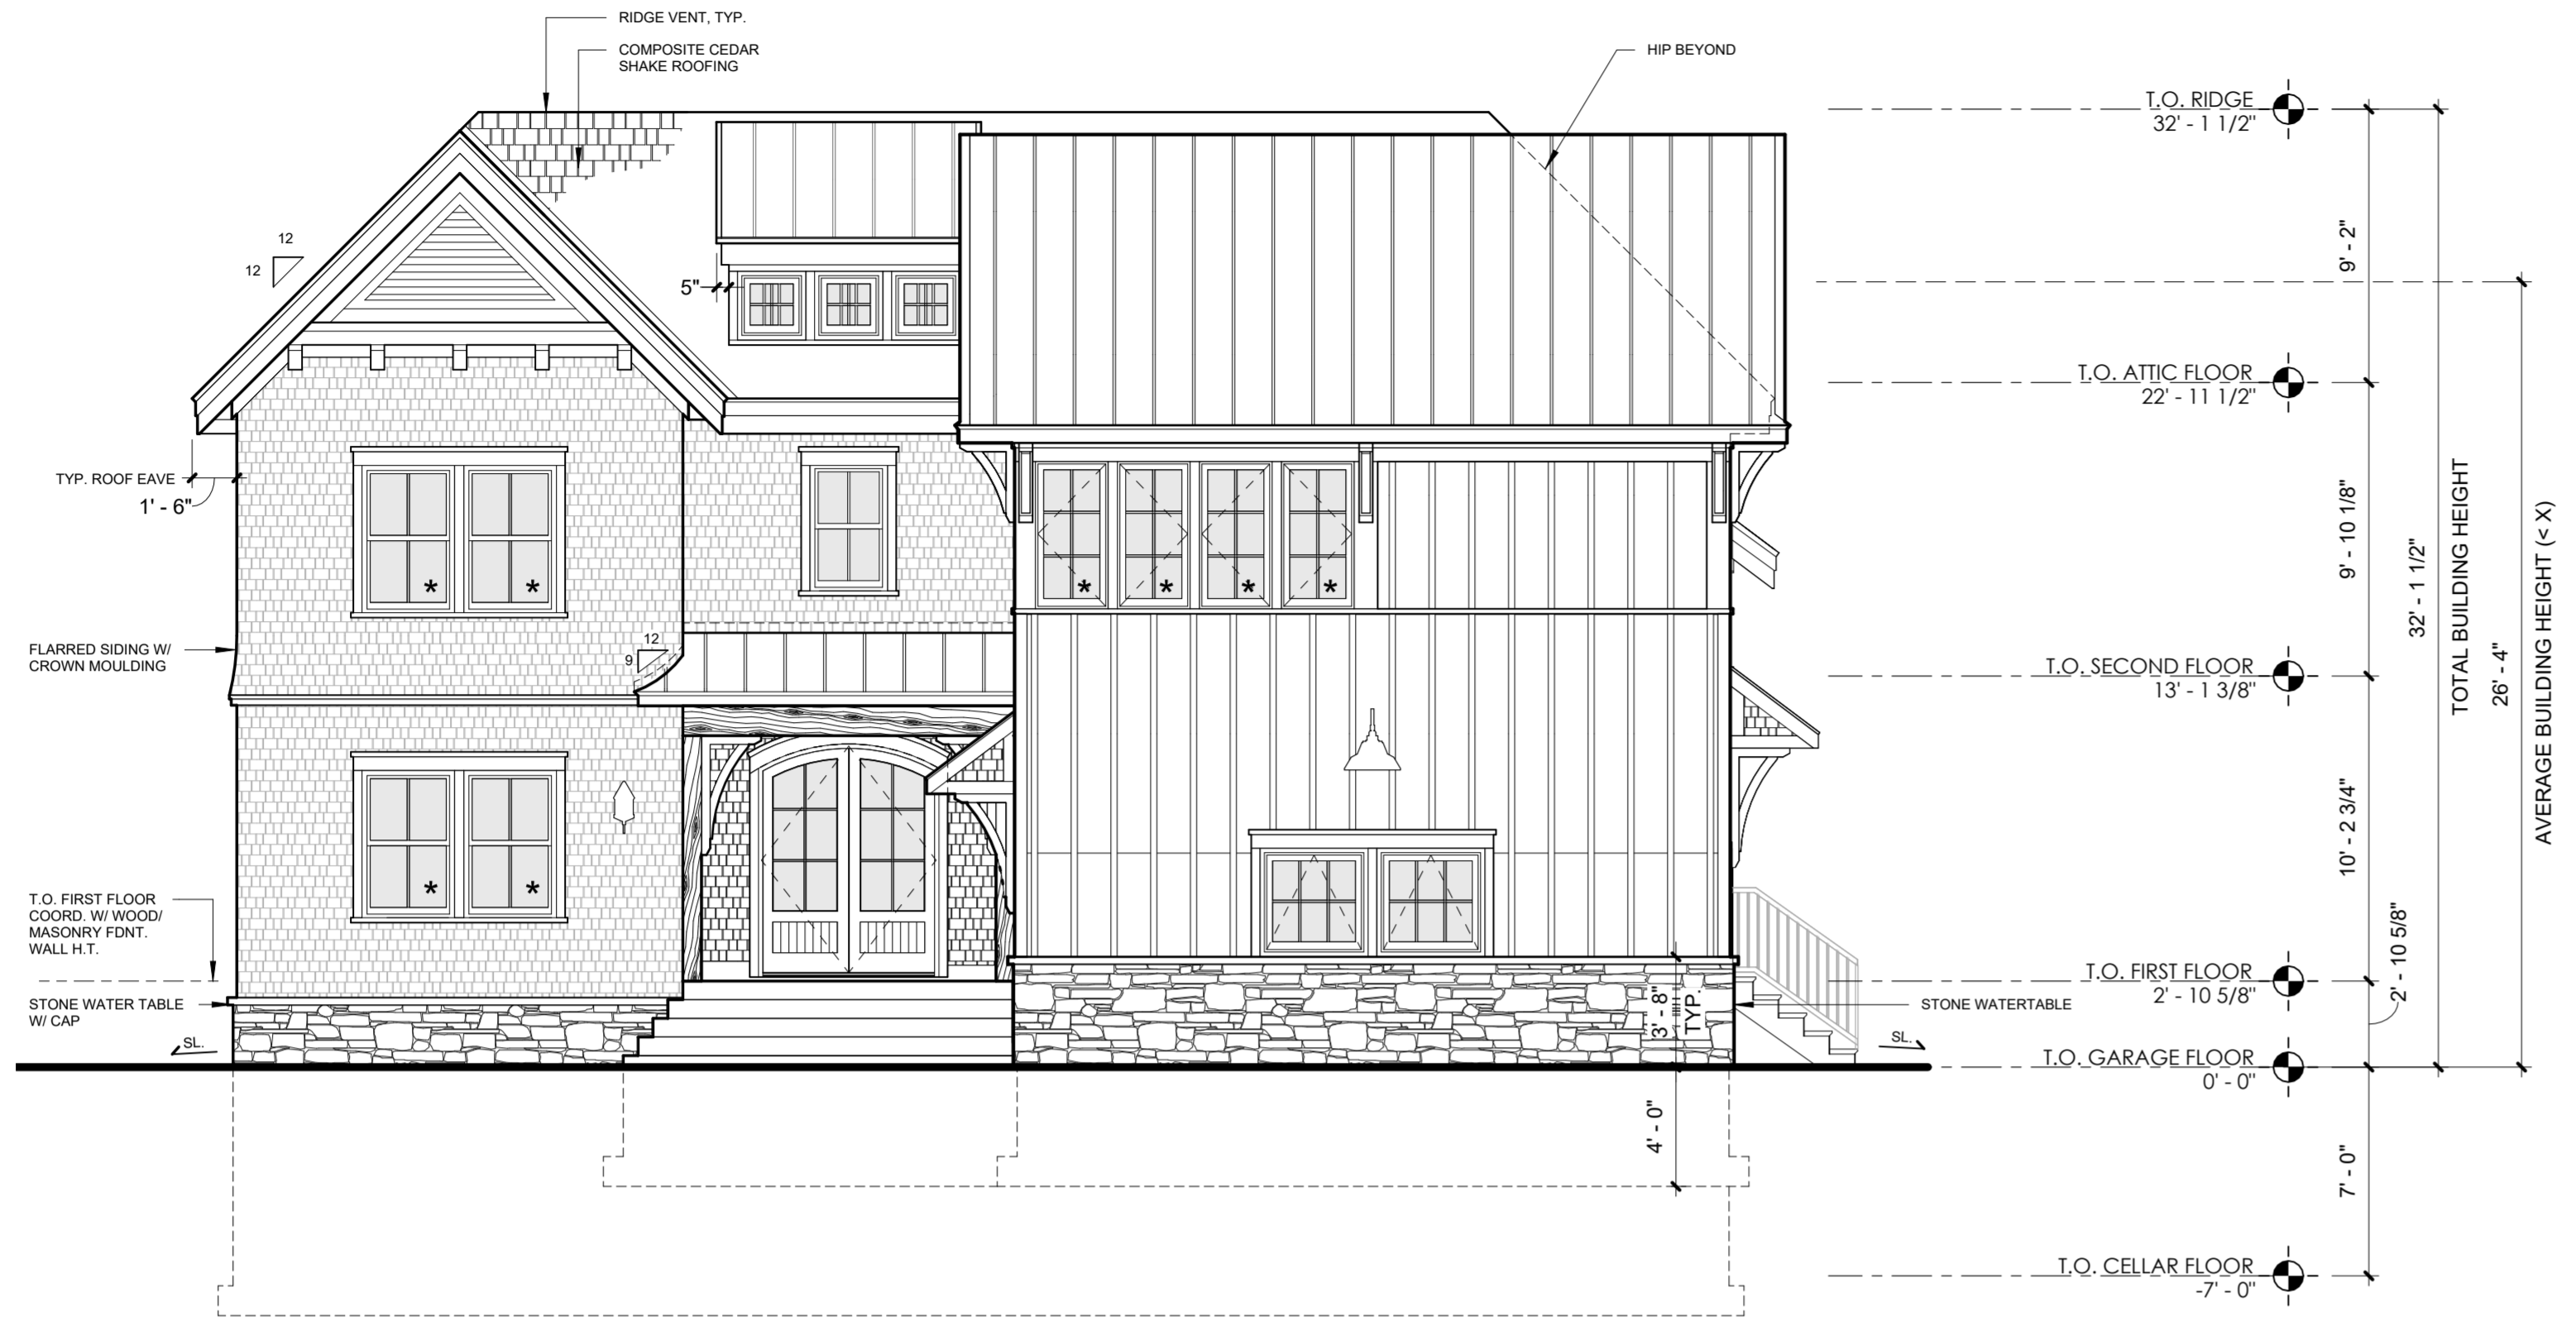 RIDGE VENT, TYP.
COMPOSITE CEDAR
SHAKE ROOFING
HIP BEYOND
T.O. RIDGE
32' - 1 1/2"
9' - 2"
12
12
5"
T.O. ATTIC FLOOR
22' - 11 1/2"
TYP. ROOF EAVE
1' - 6"
* *
* * * *
9' - 10 1/8"
32' - 1 1/2"
TOTAL BUILDING HEIGHT
26' - 4"
AVERAGE BUILDING HEIGHT (< X)
FLARRED SIDING W/
CROWN MOULDING
12
9
T.O. SECOND FLOOR
13' - 1 3/8"
10' - 2 3/4"
* *
T.O. FIRST FLOOR
COORD. W/ WOOD/
MASONRY FDNT.
WALL H.T.
T.O. FIRST FLOOR
2' - 10 5/8"
2' - 10 5/8"
STONE WATER TABLE
W/ CAP
3' - 8"
TYP.
STONE WATERTABLE
SL.
SL.
T.O. GARAGE FLOOR
0' - 0"
4' - 0"
7' - 0"
T.O. CELLAR FLOOR
-7' - 0"